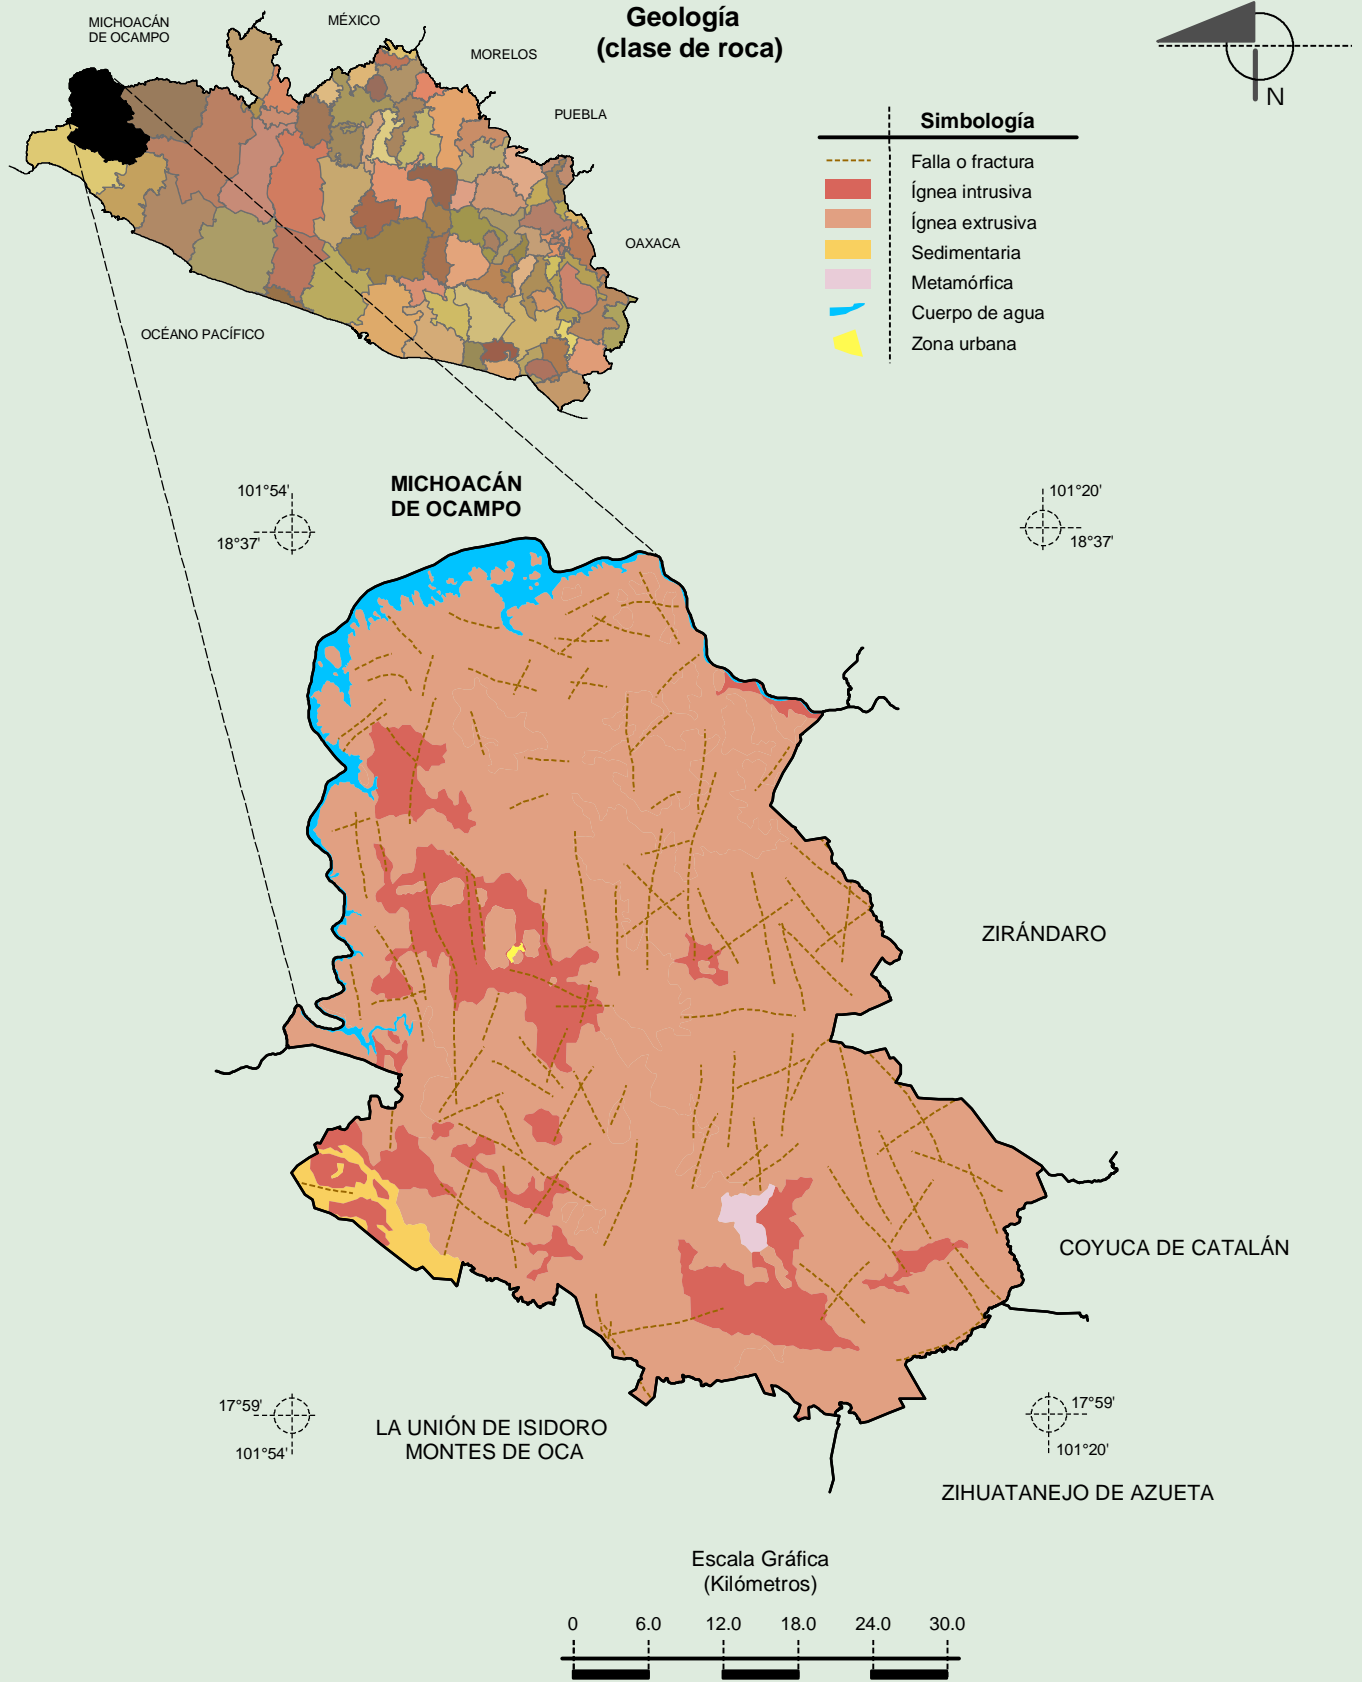 Geología
(clase de roca)
MICHOACÁN
DE OCAMPO
MÉXICO
MORELOS
PUEBLA
OAXACA
OCÉANO PACÍFICO
N
Simbología
Falla o fractura
Ígnea intrusiva
Ígnea extrusiva
Sedimentaria
Metamórfica
Cuerpo de agua
Zona urbana
MICHOACÁN
DE OCAMPO
101°54'
18°37'
101°20'
18°37'
ZIRÁNDARO
COYUCA DE CATALÁN
17°59'
101°54'
LA UNIÓN DE ISIDORO
MONTES DE OCA
17°59'
101°20'
ZIHUATANEJO DE AZUETA
Escala Gráfica
(Kilómetros)
0 6.0 12.0 18.0 24.0 30.0